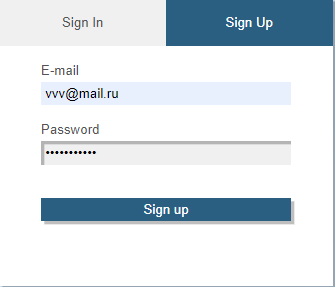 Sign In
Sign Up
E-mail
vvv@mail.ru
Password
•••••••••••
Sign up